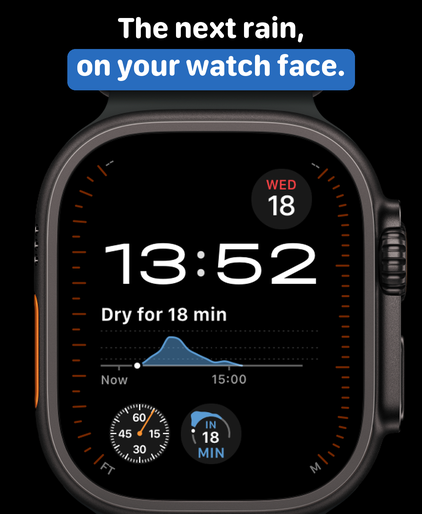 The next rain,
on your watch face.
WED
18
13:52
Dry for 18 min
Now
15:00
60
45
15
30
IN
18
MIN
FT
M